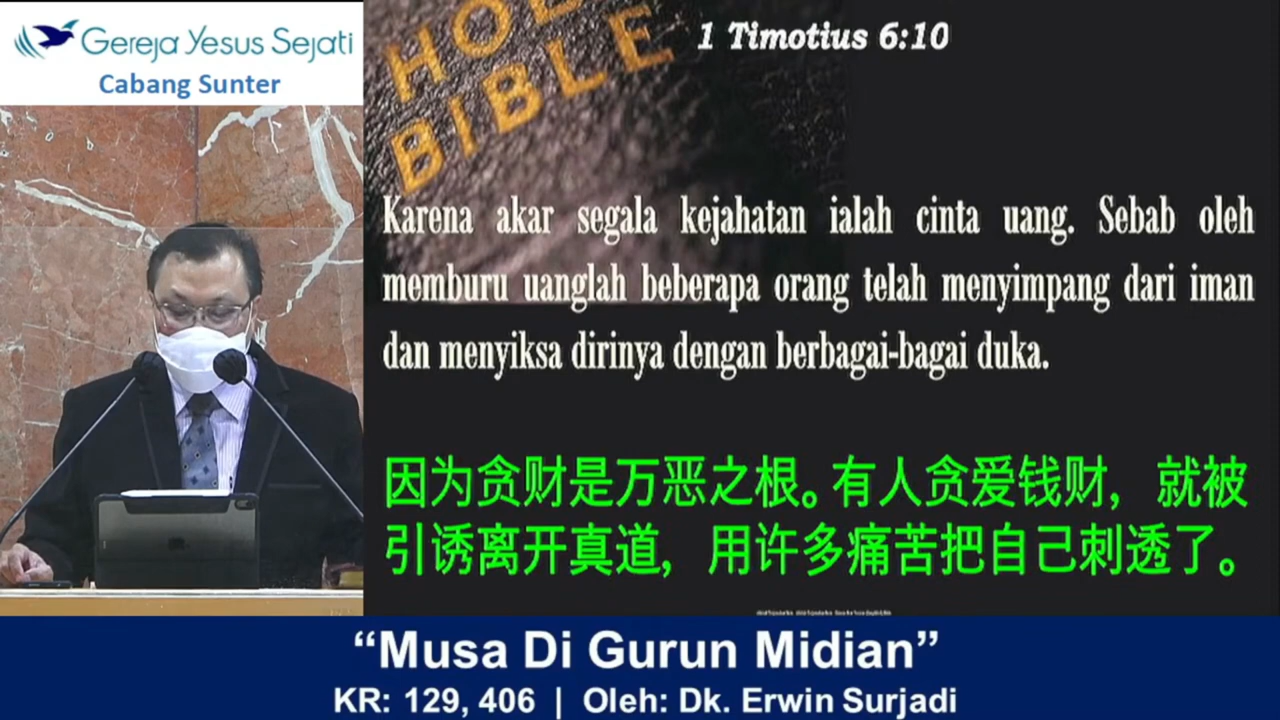 Gereja Yesus Sejati
Cabang Sunter
HOLY
BIBLE
1 Timotius 6:10
Karena akar segala kejahatan ialah cinta uang. Sebab oleh
memburu uanglah beberapa orang telah menyimpang dari iman
dan menyiksa dirinya dengan berbagai-bagai duka.
因为贪财是万恶之根。有人贪爱钱财，就被
引诱离开真道，用许多痛苦把自己刺透了。
“Musa Di Gurun Midian”
KR: 129, 406 | Oleh: Dk. Erwin Surjadi